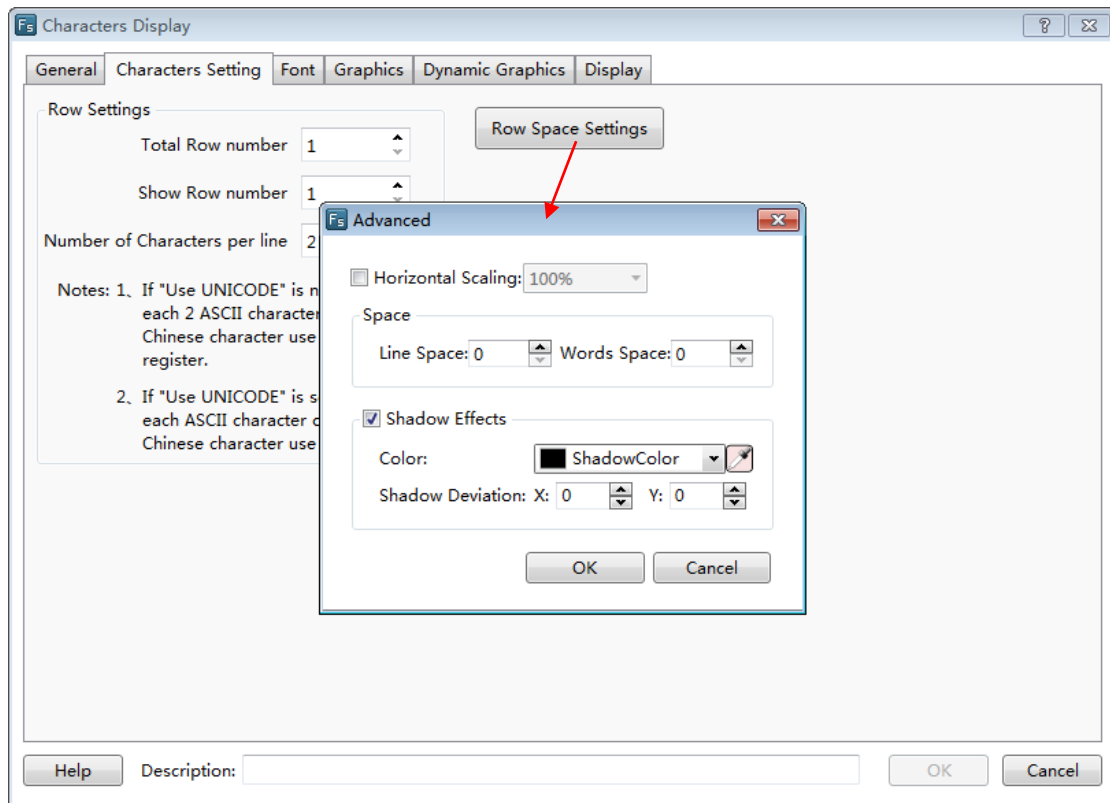 Fs Characters Display
General Characters Setting Font Graphics Dynamic Graphics Display
Row Settings
Row Space Settings
Total Row number 1
Show Row number 1
Number of Characters per line 2
Notes: 1、If "Use UNICODE" is n
each 2 ASCII character
Chinese character use
register.
2、If "Use UNICODE" is s
each ASCII character
Chinese character use
Fs Advanced
Horizontal Scaling: 100%
Space
Line Space: 0 Words Space: 0
Shadow Effects
Color: ShadowColor
Shadow Deviation: X: 0 Y: 0
OK Cancel
Help Description: OK Cancel